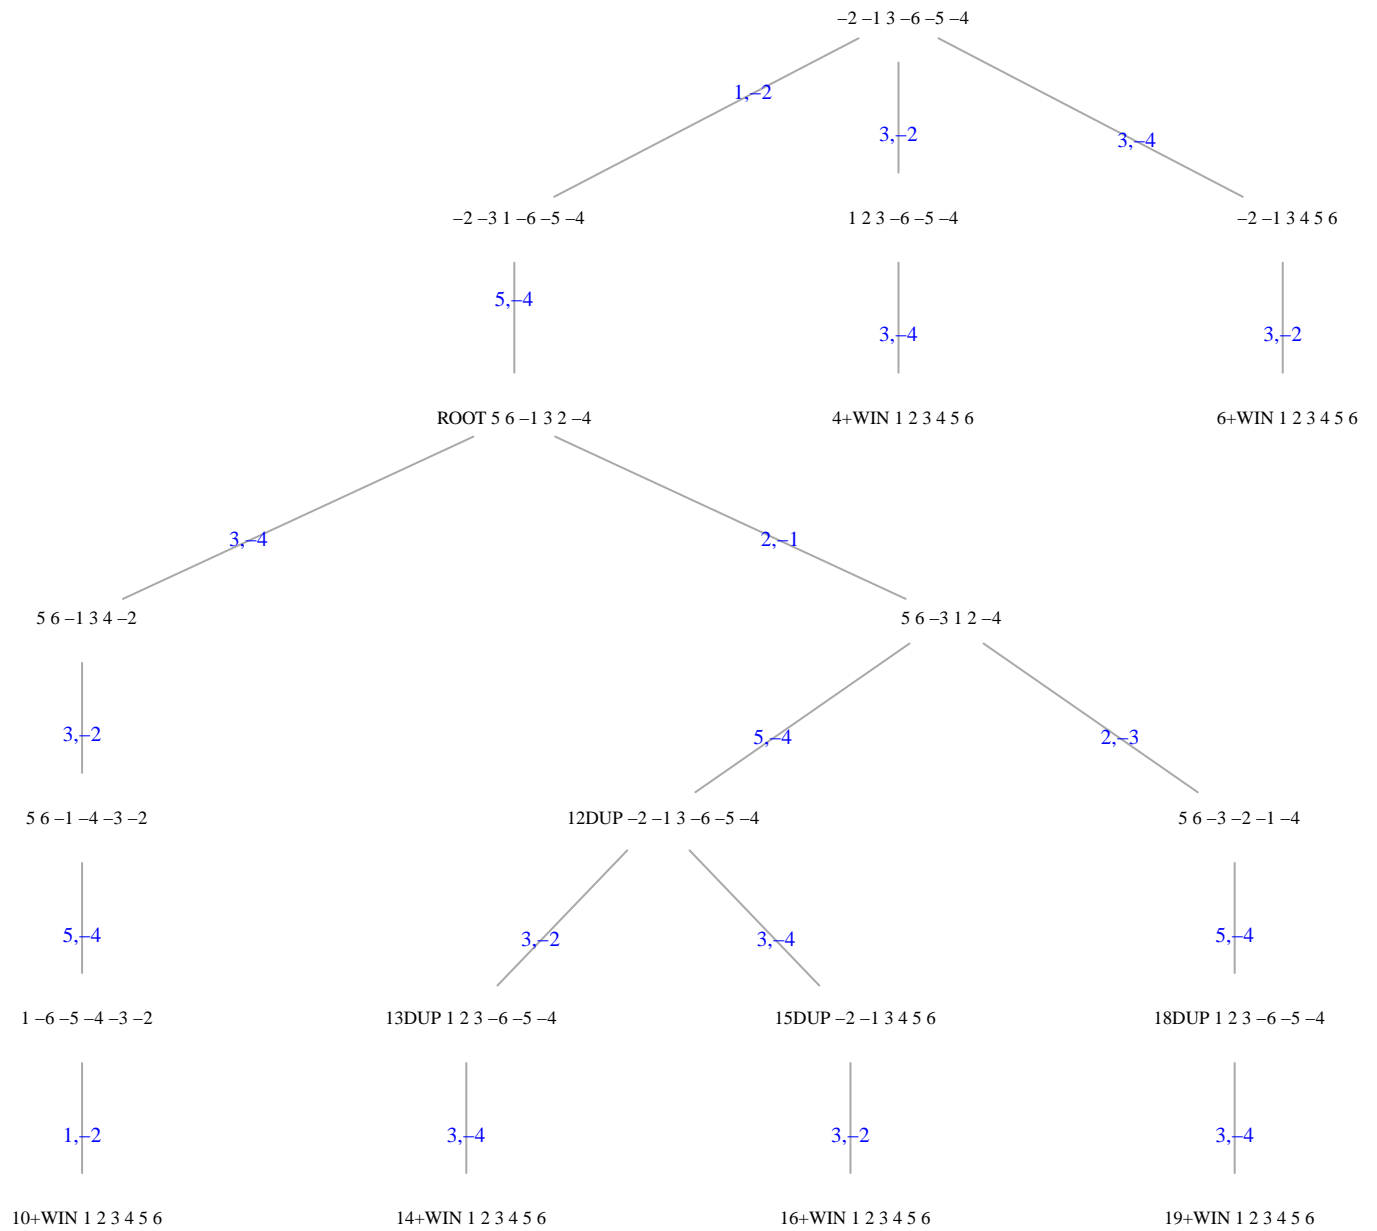 –2 –1 3 –6 –5 –4
1,–2
3,–2
3,–4
–2 –3 1 –6 –5 –4
1 2 3 –6 –5 –4
–2 –1 3 4 5 6
5,–4
3,–4
3,–2
ROOT 5 6 –1 3 2 –4
4+WIN 1 2 3 4 5 6
6+WIN 1 2 3 4 5 6
3,–4
2,–1
5 6 –1 3 4 –2
5 6 –3 1 2 –4
3,–2
5,–4
2,–3
5 6 –1 –4 –3 –2
12DUP –2 –1 3 –6 –5 –4
5 6 –3 –2 –1 –4
5,–4
3,–2
3,–4
5,–4
1 –6 –5 –4 –3 –2
13DUP 1 2 3 –6 –5 –4
15DUP –2 –1 3 4 5 6
18DUP 1 2 3 –6 –5 –4
1,–2
3,–4
3,–2
3,–4
10+WIN 1 2 3 4 5 6
14+WIN 1 2 3 4 5 6
16+WIN 1 2 3 4 5 6
19+WIN 1 2 3 4 5 6